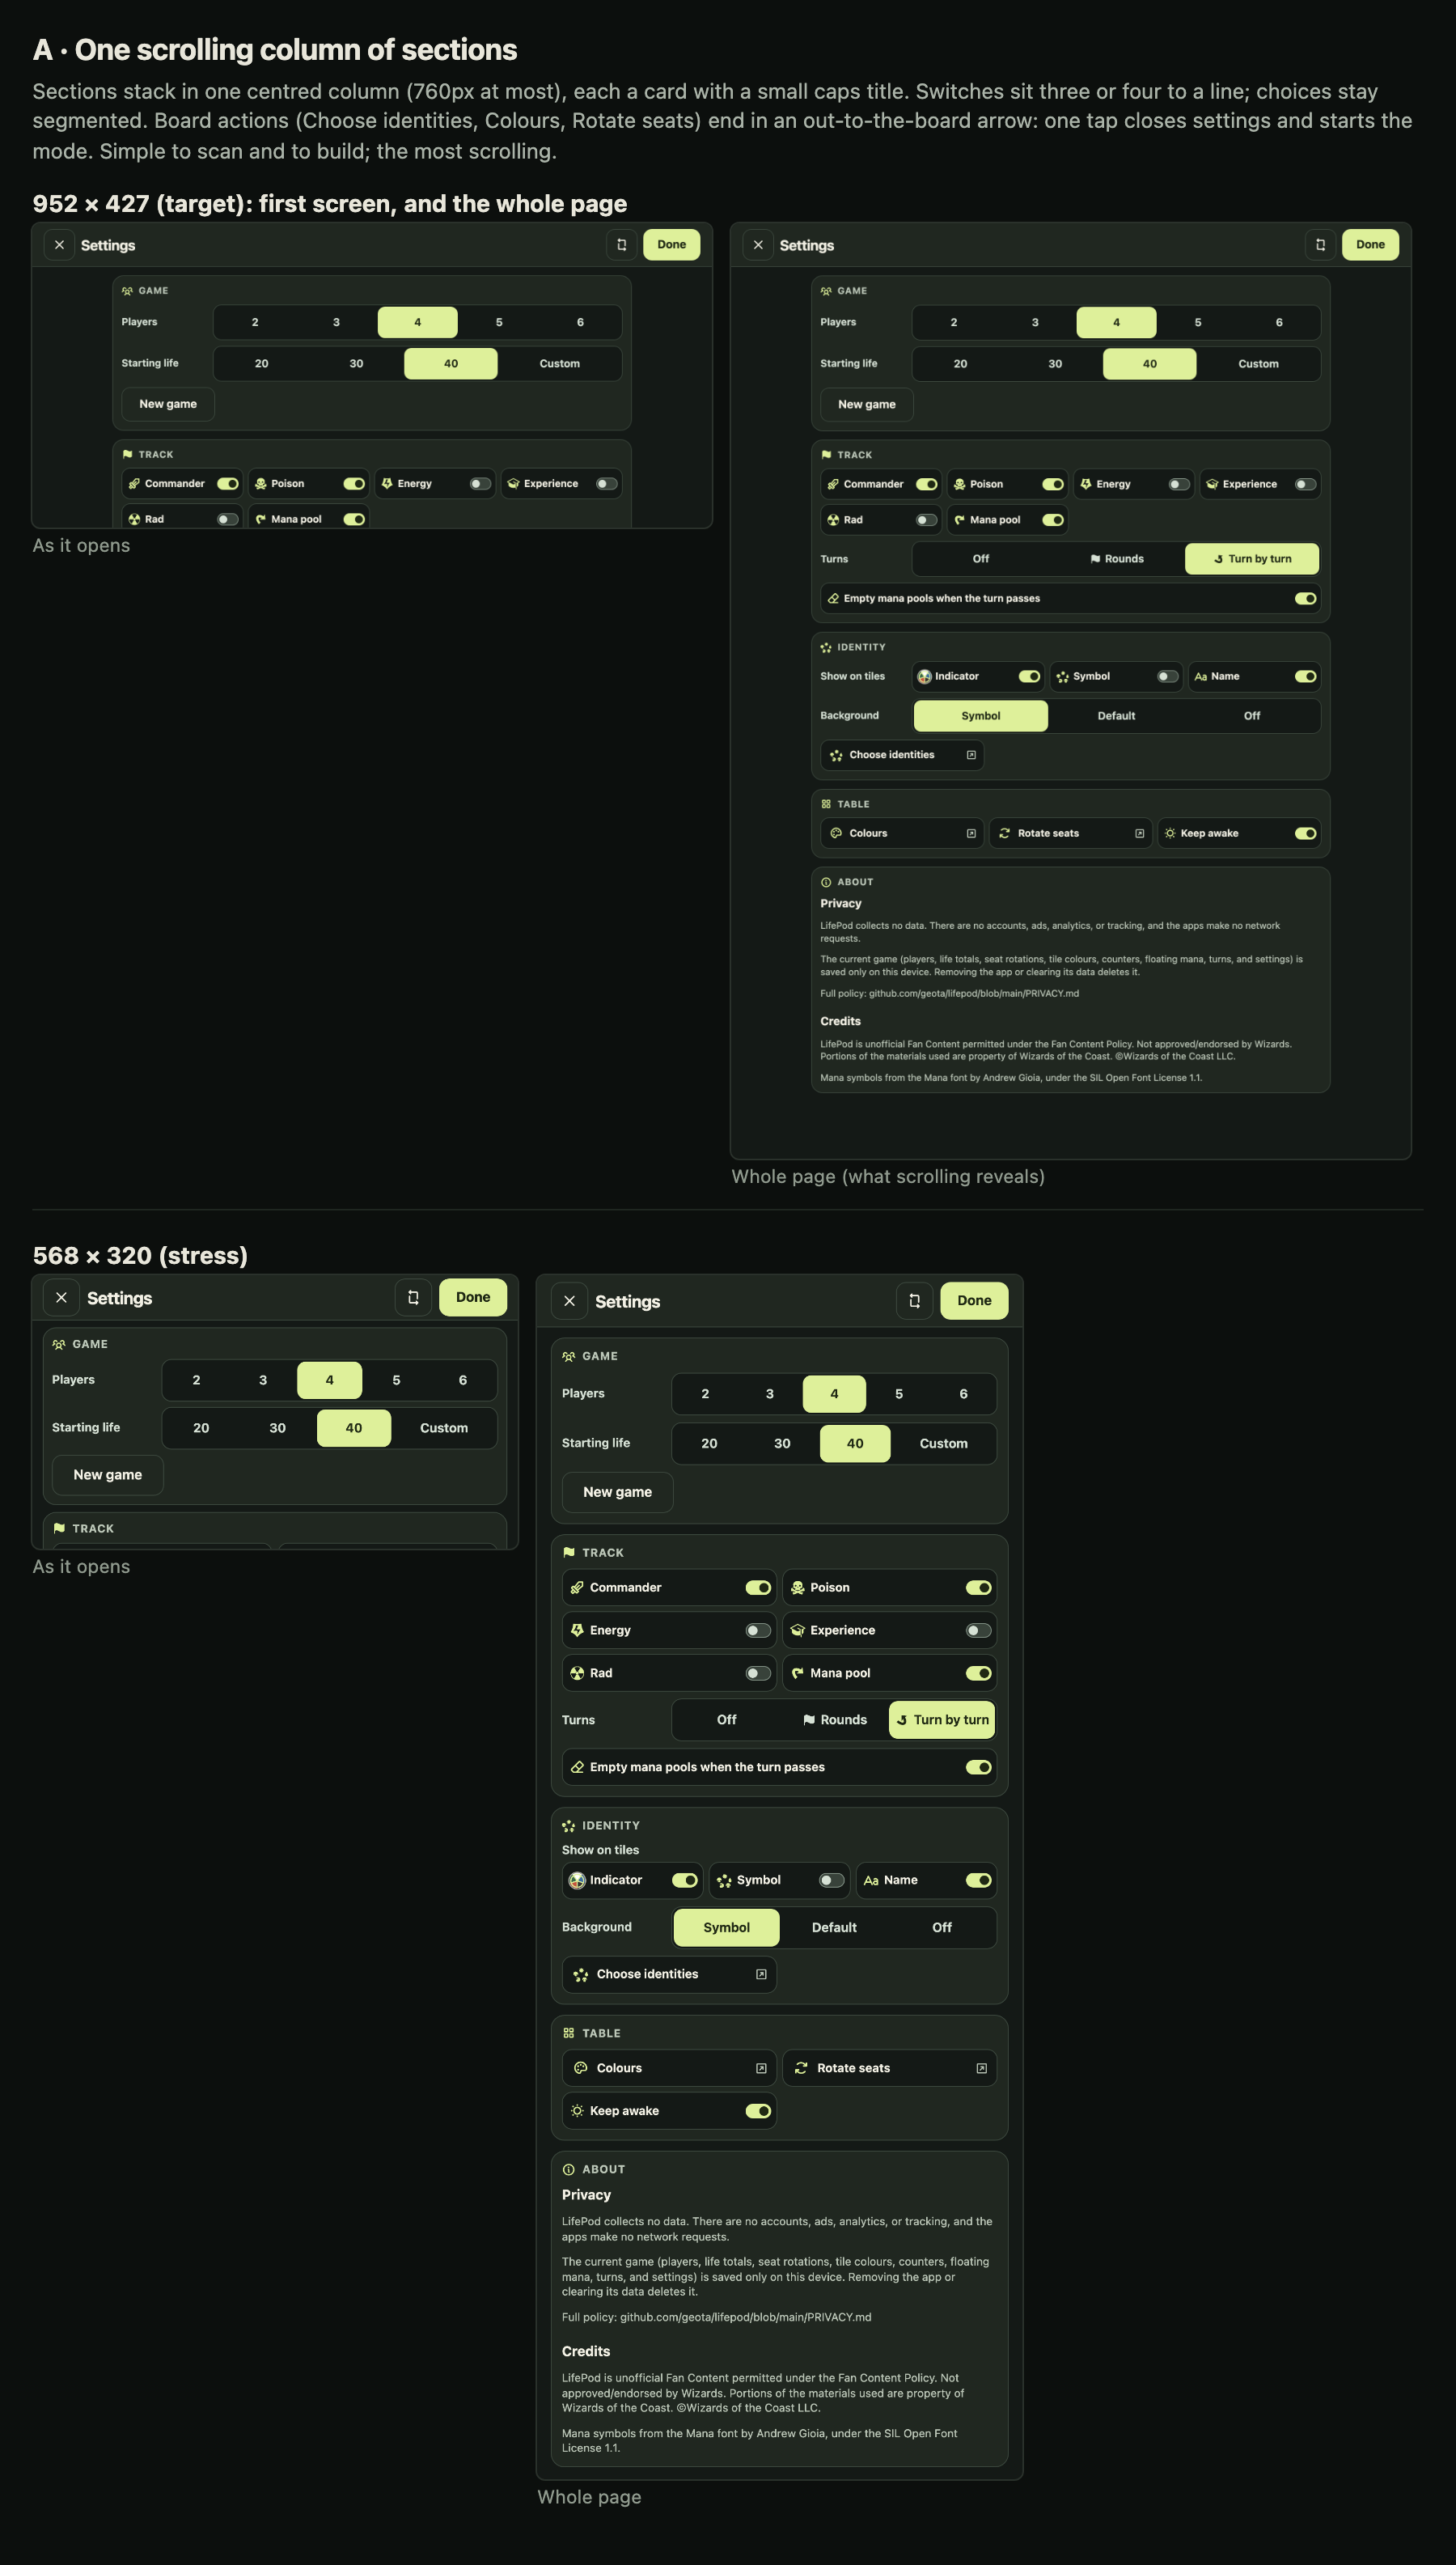 A · One scrolling column of sections
Sections stack in one centred column (760px at most), each a card with a small caps title. Switches sit three or four to a line; choices stay
segmented. Board actions (Choose identities, Colours, Rotate seats) end in an out-to-the-board arrow: one tap closes settings and starts the
mode. Simple to scan and to build; the most scrolling.
952 × 427 (target): first screen, and the whole page
Settings
Done
GAME
Players
2 3 4 5 6
Starting life
20 30 40 Custom
New game
TRACK
Commander Poison Energy Experience
Rad Mana pool
As it opens
Settings
Done
GAME
Players
2 3 4 5 6
Starting life
20 30 40 Custom
New game
TRACK
Commander Poison Energy Experience
Rad Mana pool
Turns
Off Rounds Turn by turn
Empty mana pools when the turn passes
IDENTITY
Show on tiles
Indicator Symbol Aa Name
Background
Symbol Default Off
Choose identities
TABLE
Colours Rotate seats Keep awake
ABOUT
Privacy
LifePod collects no data. There are no accounts, ads, analytics, or tracking, and the apps make no network
requests.
The current game (players, life totals, seat rotations, tile colours, counters, floating mana, turns, and settings) is
saved only on this device. Removing the app or clearing its data deletes it.
Full policy: github.com/geota/lifepod/blob/main/PRIVACY.md
Credits
LifePod is unofficial Fan Content permitted under the Fan Content Policy. Not approved/endorsed by Wizards.
Portions of the materials used are property of Wizards of the Coast. ©Wizards of the Coast LLC.
Mana symbols from the Mana font by Andrew Gioia, under the SIL Open Font License 1.1.
Whole page (what scrolling reveals)
568 × 320 (stress)
Settings
Done
GAME
Players
2 3 4 5 6
Starting life
20 30 40 Custom
New game
TRACK
As it opens
Settings
Done
GAME
Players
2 3 4 5 6
Starting life
20 30 40 Custom
New game
TRACK
Commander Poison
Energy Experience
Rad Mana pool
Turns
Off Rounds Turn by turn
Empty mana pools when the turn passes
IDENTITY
Show on tiles
Indicator Symbol Aa Name
Background
Symbol Default Off
Choose identities
TABLE
Colours Rotate seats
Keep awake
ABOUT
Privacy
LifePod collects no data. There are no accounts, ads, analytics, or tracking, and the
apps make no network requests.
The current game (players, life totals, seat rotations, tile colours, counters, floating
mana, turns, and settings) is saved only on this device. Removing the app or
clearing its data deletes it.
Full policy: github.com/geota/lifepod/blob/main/PRIVACY.md
Credits
LifePod is unofficial Fan Content permitted under the Fan Content Policy. Not
approved/endorsed by Wizards. Portions of the materials used are property of
Wizards of the Coast. ©Wizards of the Coast LLC.
Mana symbols from the Mana font by Andrew Gioia, under the SIL Open Font
License 1.1.
Whole page